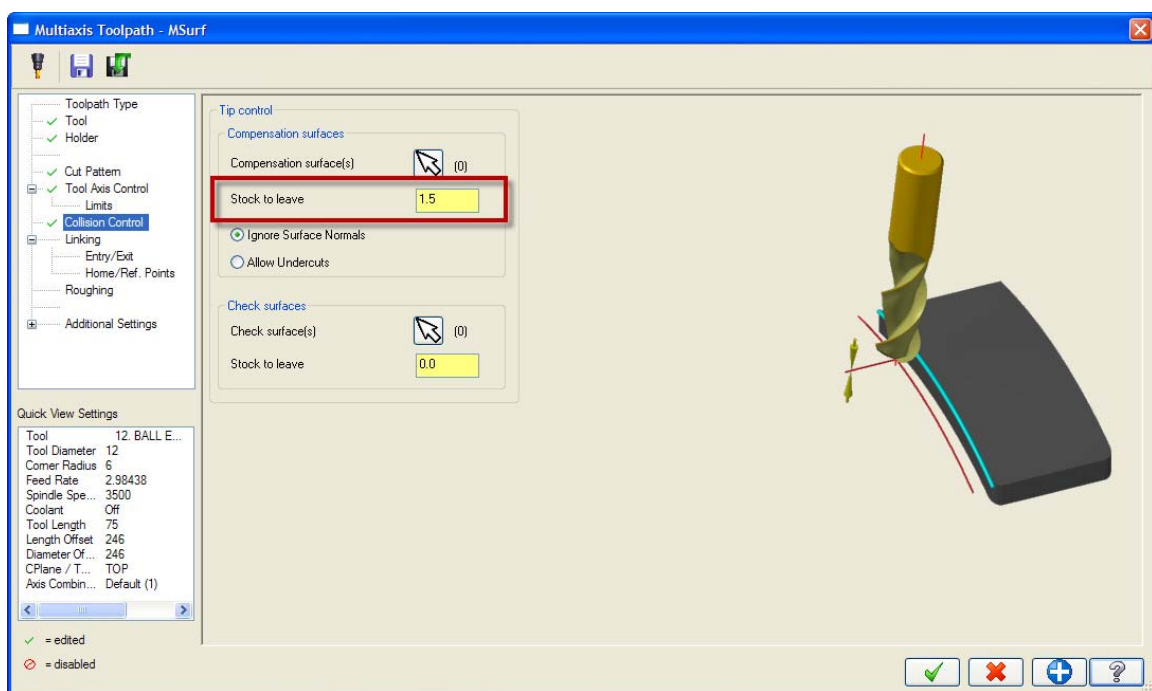 Multiaxis Toolpath - MSurf
Toolpath Type
Tool
Holder
Cut Pattern
Tool Axis Control
Limits
Collision Control
Linking
Entry/Exit
Home/Ref. Points
Roughing
Additional Settings
Quick View Settings
Tool 12. BALL E...
Tool Diameter 12
Corner Radius 6
Feed Rate 2.98438
Spindle Spe... 3500
Coolant Off
Tool Length 75
Length Offset 246
Diameter Of... 246
CPlane / T... TOP
Axis Combin... Default (1)
= edited
= disabled
Tip control
Compensation surfaces
Compensation surface(s) (0)
Stock to leave 1.5
Ignore Surface Normals
Allow Undercuts
Check surfaces
Check surface(s) (0)
Stock to leave 0.0
?